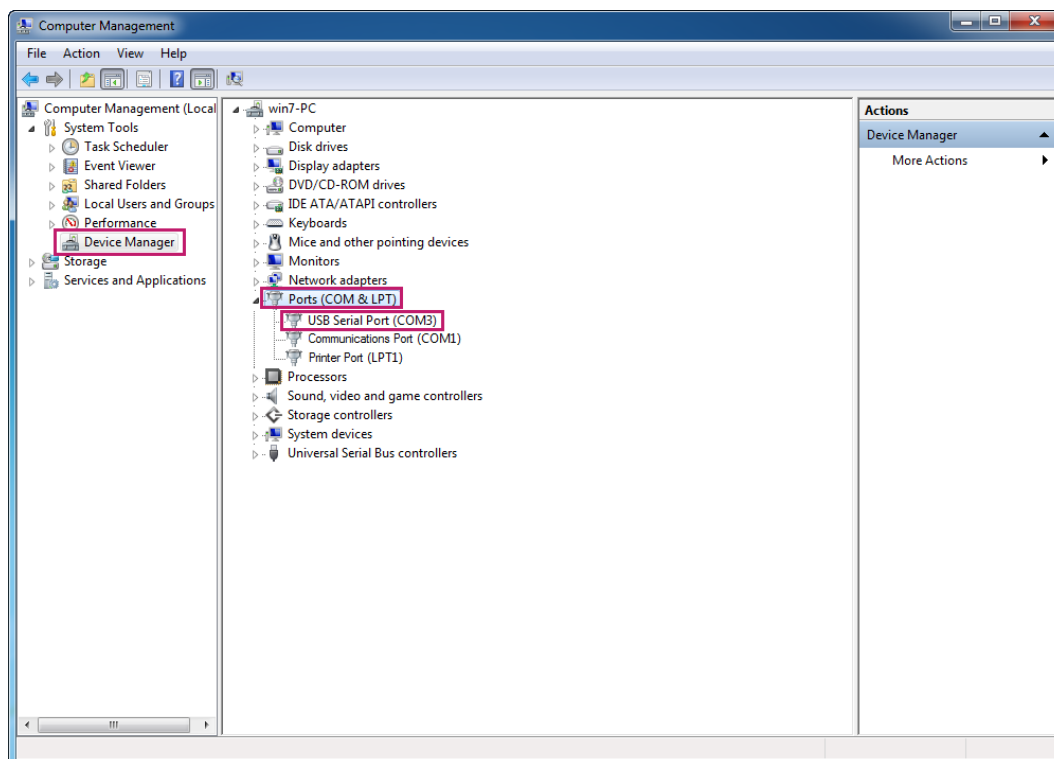 Computer Management
File Action View Help
Computer Management (Local
System Tools
Task Scheduler
Event Viewer
Shared Folders
Local Users and Groups
Performance
Device Manager
Storage
Services and Applications
win7-PC
Computer
Disk drives
Display adapters
DVD/CD-ROM drives
IDE ATA/ATAPI controllers
Keyboards
Mice and other pointing devices
Monitors
Network adapters
Ports (COM & LPT)
USB Serial Port (COM3)
Communications Port (COM1)
Printer Port (LPT1)
Processors
Sound, video and game controllers
Storage controllers
System devices
Universal Serial Bus controllers
Actions
Device Manager
More Actions